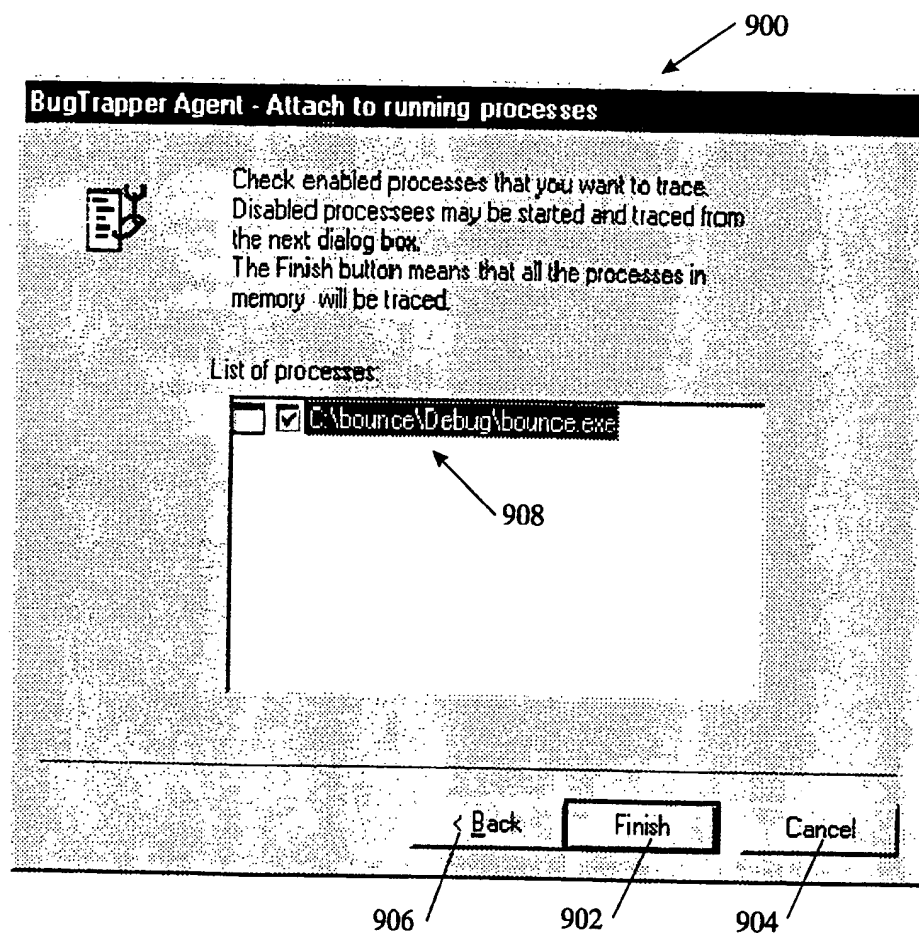 900
BugTrapper Agent - Attach to running processes
Check enabled processes that you want to trace.
Disabled processees may be started and traced from
the next dialog box.
The Finish button means that all the processes in
memory will be traced.
List of processes:
C:\bounce\Debug\bounce.exe
908
< Back
Finish
Cancel
906
902
904